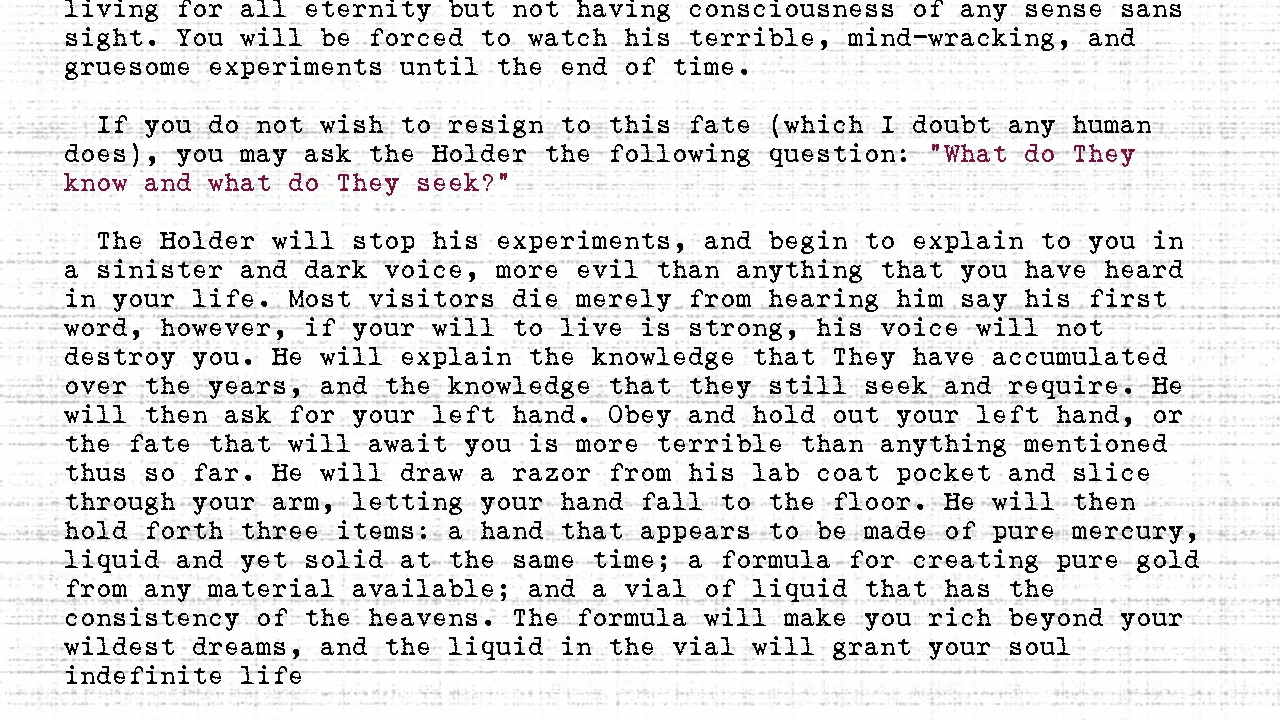 living for all eternity but not having consciousness of any sense sans
sight. You will be forced to watch his terrible, mind-wracking, and
gruesome experiments until the end of time.
If you do not wish to resign to this fate (which I doubt any human
does), you may ask the Holder the following question: "What do They
know and what do They seek?"
The Holder will stop his experiments, and begin to explain to you in
a sinister and dark voice, more evil than anything that you have heard
in your life. Most visitors die merely from hearing him say his first
word, however, if your will to live is strong, his voice will not
destroy you. He will explain the knowledge that They have accumulated
over the years, and the knowledge that they still seek and require. He
will then ask for your left hand. Obey and hold out your left hand, or
the fate that will await you is more terrible than anything mentioned
thus so far. He will draw a razor from his lab coat pocket and slice
through your arm, letting your hand fall to the floor. He will then
hold forth three items: a hand that appears to be made of pure mercury,
liquid and yet solid at the same time; a formula for creating pure gold
from any material available; and a vial of liquid that has the
consistency of the heavens. The formula will make you rich beyond your
wildest dreams, and the liquid in the vial will grant your soul
indefinite life